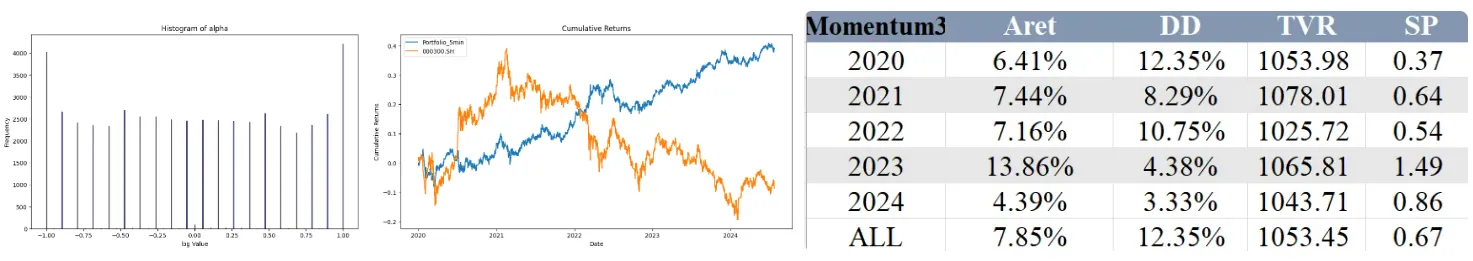 Histogram of alpha
Frequency
4000
3500
3000
2500
2000
1500
1000
500
0
−1.00 −0.75 −0.50 −0.25 0.00 0.25 0.50 0.75 1.00
Cumulative Returns
Portfolio_5min
000300.SH
Cumulative Returns
0.4
0.3
0.2
0.1
0.0
−0.1
−0.2
2020 2021 2022 2023 2024
Date
Momentum3 Aret DD TVR SP
2020 6.41% 12.35% 1053.98 0.37
2021 7.44% 8.29% 1078.01 0.64
2022 7.16% 10.75% 1025.72 0.54
2023 13.86% 4.38% 1065.81 1.49
2024 4.39% 3.33% 1043.71 0.86
ALL 7.85% 12.35% 1053.45 0.67